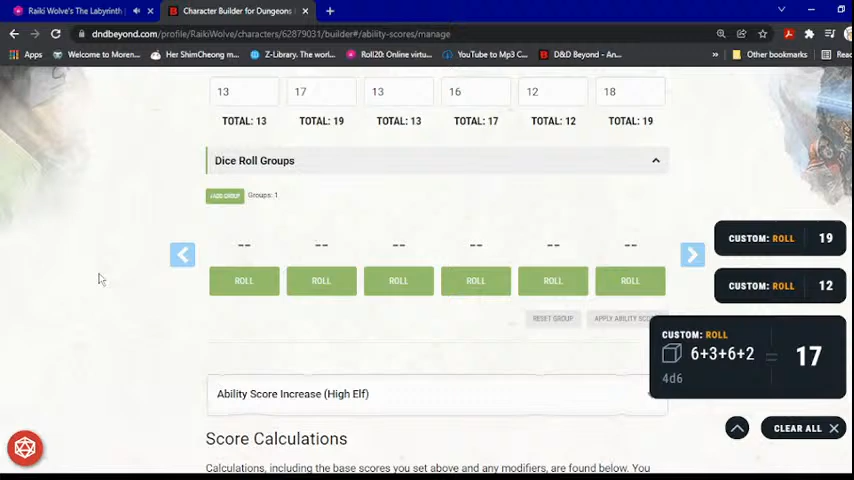 Raiki Wolve's The Labyrinth |
Character Builder for Dungeons
dndbeyond.com/profile/RaikiWolve/characters/62879031/builder#/ability-scores/manage
Apps Welcome to Moren... Her ShimCheong m... Z-Library. The worl... Roll20: Online virtu... YouTube to Mp3 C... D&D Beyond - An... » Other bookmarks Rea
13 17 13 16 12 18
TOTAL: 13 TOTAL: 19 TOTAL: 13 TOTAL: 17 TOTAL: 12 TOTAL: 19
Dice Roll Groups
Groups: 1
-- -- -- -- -- --
ROLL ROLL ROLL ROLL ROLL ROLL
RESET GROUP APPLY ABILITY SCO
CUSTOM: ROLL 19
CUSTOM: ROLL 12
CUSTOM: ROLL
6+3+6+2 = 17
4d6
CLEAR ALL
Ability Score Increase (High Elf)
Score Calculations
Calculations, including the base scores you set above and any modifiers, are found below. You